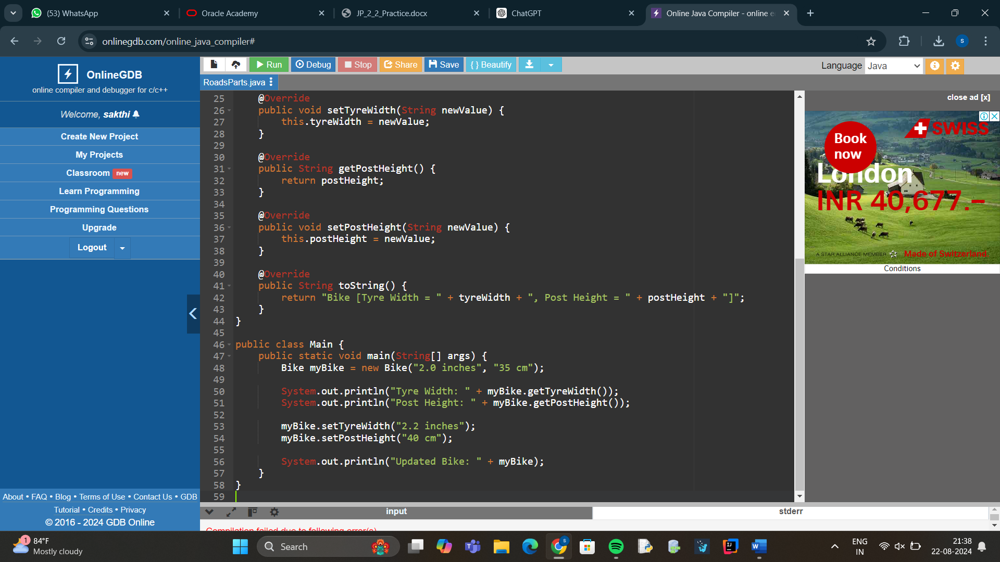 (53) WhatsApp
Oracle Academy
JP_2_2_Practice.docx
ChatGPT
Online Java Compiler - online e
onlinegdb.com/online_java_compiler#
S
OnlineGDB
online compiler and debugger for c/c++
Welcome, sakthi
Create New Project
My Projects
Classroom new
Learn Programming
Programming Questions
Upgrade
Logout
About • FAQ • Blog • Terms of Use • Contact Us • GDB
Tutorial • Credits • Privacy
© 2016 - 2024 GDB Online
Run Debug Stop Share Save { } Beautify
Language Java
RoadsParts.java
25 @Override
26 public void setTyreWidth(String newValue) {
27 this.tyreWidth = newValue;
28 }
29
30 @Override
31 public String getPostHeight() {
32 return postHeight;
33 }
34
35 @Override
36 public void setPostHeight(String newValue) {
37 this.postHeight = newValue;
38 }
39
40 @Override
41 public String toString() {
42 return "Bike [Tyre Width = " + tyreWidth + ", Post Height = " + postHeight + "]";
43 }
44 }
45
46 public class Main {
47 public static void main(String[] args) {
48 Bike myBike = new Bike("2.0 inches", "35 cm");
49
50 System.out.println("Tyre Width: " + myBike.getTyreWidth());
51 System.out.println("Post Height: " + myBike.getPostHeight());
52
53 myBike.setTyreWidth("2.2 inches");
54 myBike.setPostHeight("40 cm");
55
56 System.out.println("Updated Bike: " + myBike);
57 }
58 }
59
close ad [x]
Book
now
SWISS
London
INR 40,677.–
A STAR ALLIANCE MEMBER
Made of Switzerland.
Conditions
input
stderr
Compilation failed due to following error(s).
1
84°F
Mostly cloudy
Search
ENG
IN
21:38
22-08-2024